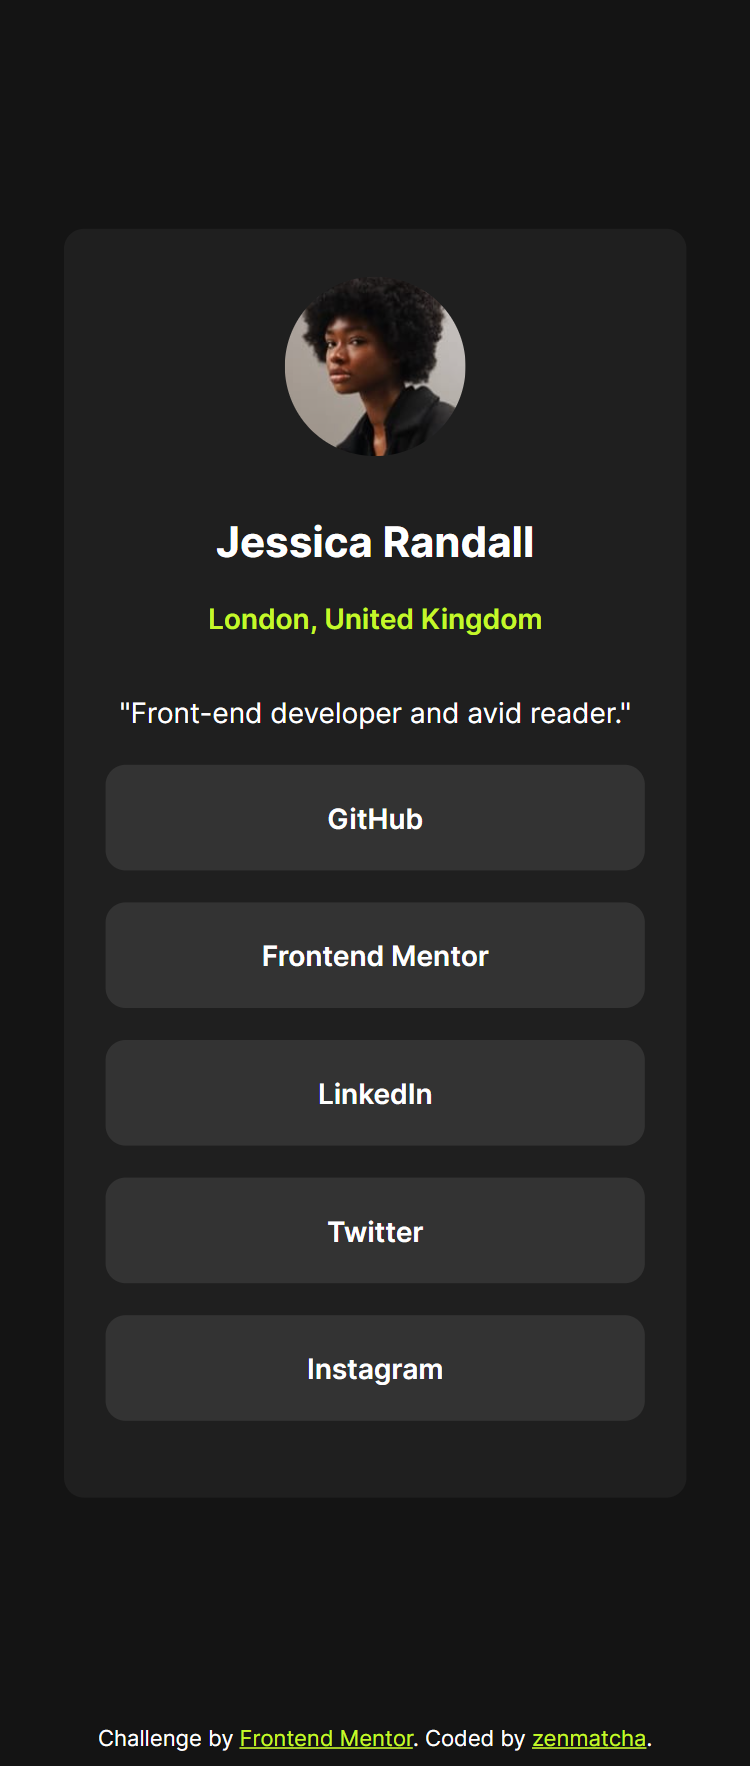 Jessica Randall
London, United Kingdom
"Front-end developer and avid reader."
GitHub
Frontend Mentor
LinkedIn
Twitter
Instagram
Challenge by Frontend Mentor. Coded by zenmatcha.